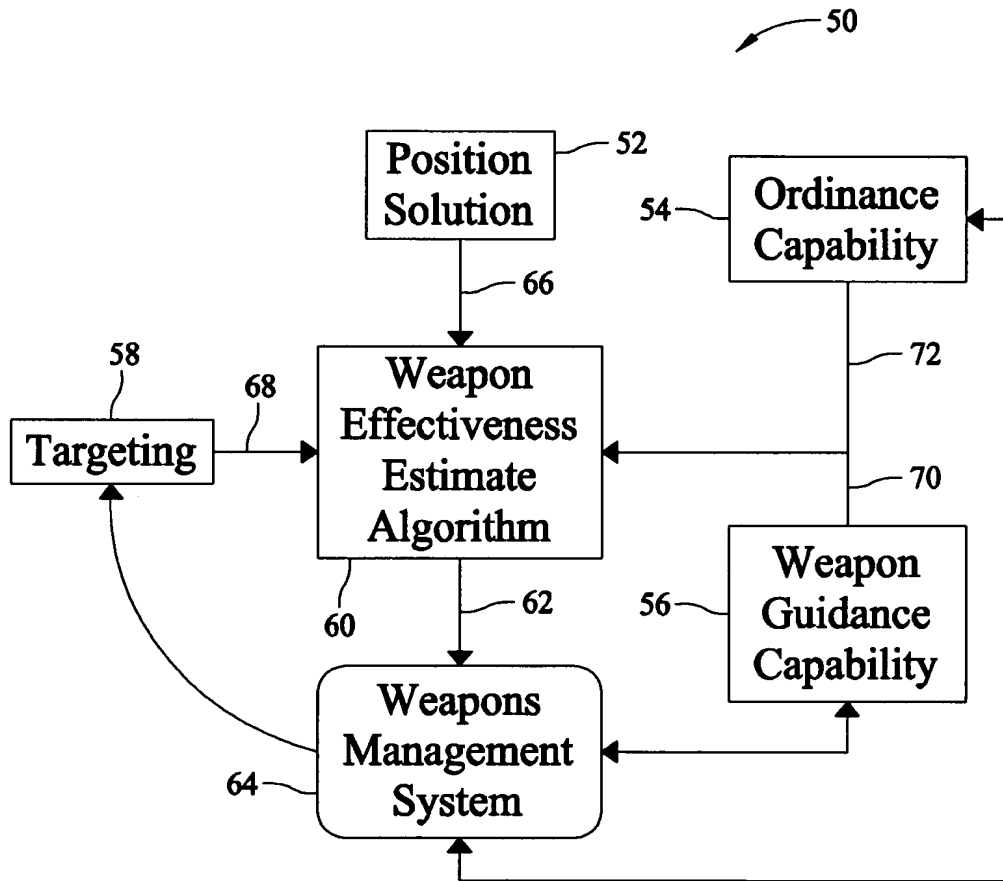 50
Position
Solution
52
Ordinance
Capability
54
66
Weapon
Effectiveness
Estimate
Algorithm
60
58
Targeting
68
72
70
62
Weapon
Guidance
Capability
56
Weapons
Management
System
64